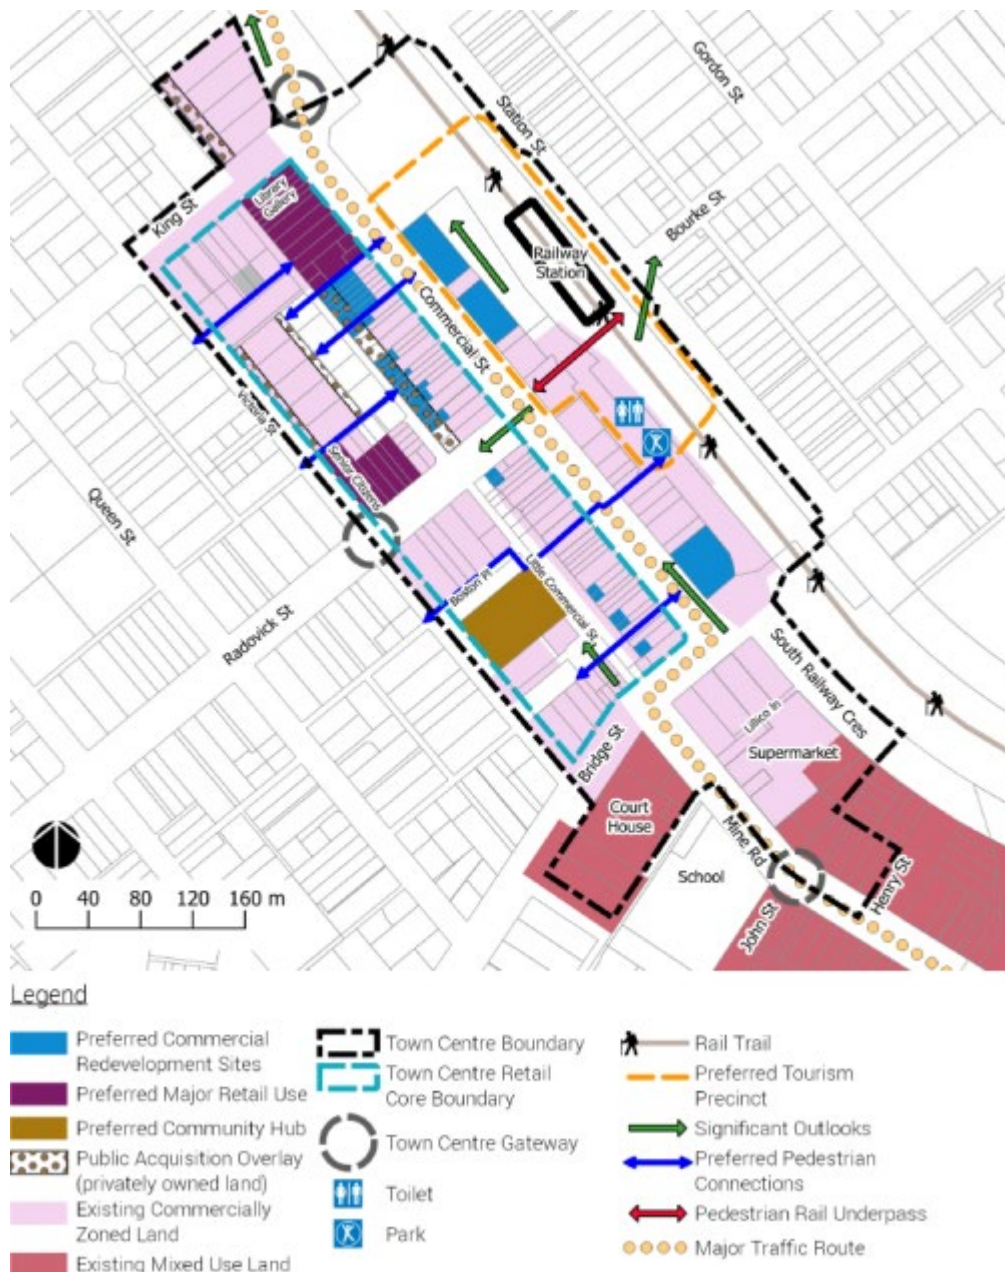 Gordon St
Station St
Bourke St
King St
Library
Gallery
Railway
Station
Commercial St
Victoria St
Senior Citizens
Queen St
Radovick St
Boston Pl
Little Commercial St
South Railway Cres
Lillico ln
Supermarket
Bridge St
Court
House
Mine Rd
School
John St
Henry St
0 40 80 120 160 m
Legend
Preferred Commercial
Redevelopment Sites
Preferred Major Retail Use
Preferred Community Hub
Public Acquisition Overlay
(privately owned land)
Existing Commercially
Zoned Land
Existing Mixed Use Land
Town Centre Boundary
Town Centre Retail
Core Boundary
Town Centre Gateway
Toilet
Park
Rail Trail
Preferred Tourism
Precinct
Significant Outlooks
Preferred Pedestrian
Connections
Pedestrian Rail Underpass
Major Traffic Route